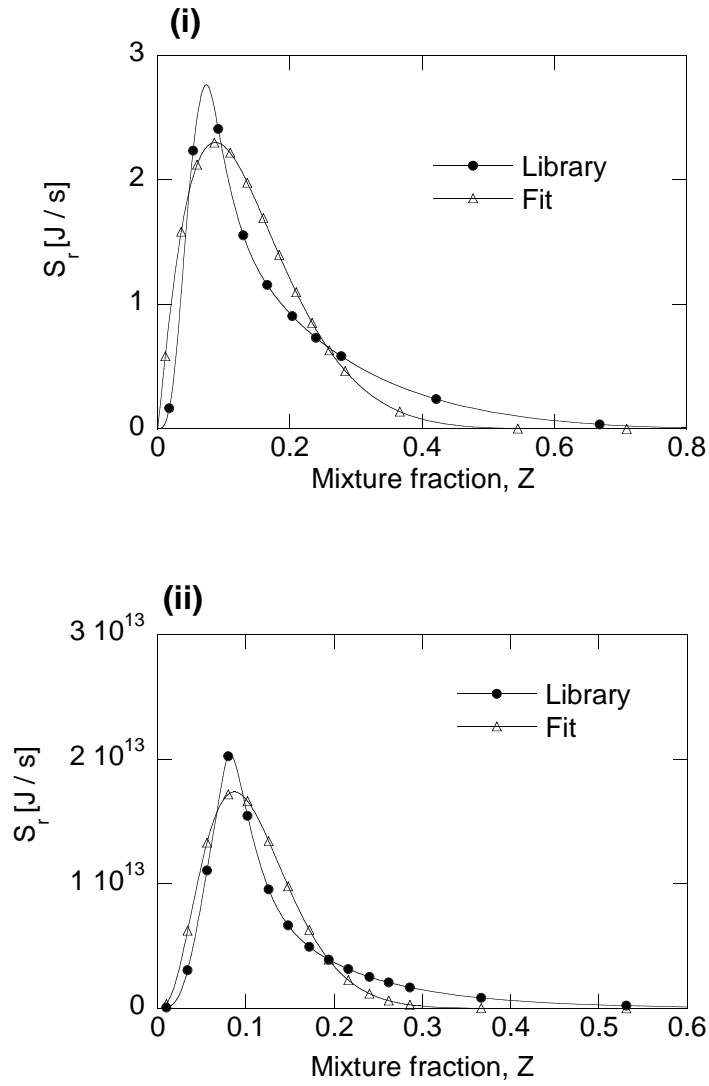 (i)
3
2
1
0
S_r [J / s]
Library
Fit
0
0.2
0.4
0.6
0.8
Mixture fraction, Z
(ii)
3 10^13
2 10^13
1 10^13
0
S_r [J / s]
Library
Fit
0
0.1
0.2
0.3
0.4
0.5
0.6
Mixture fraction, Z